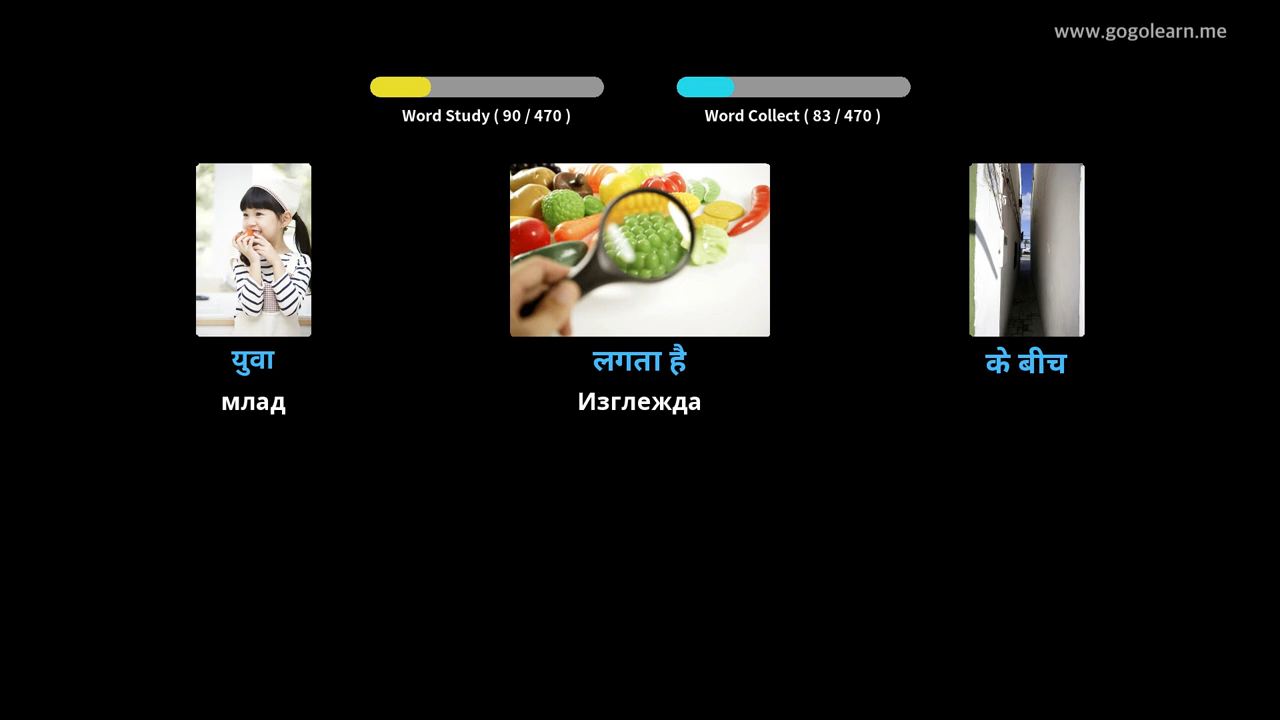 www.gogolearn.me
Word Study ( 90 / 470 )
Word Collect ( 83 / 470 )
युवा
लगता है
के बीच
млад
Изглежда